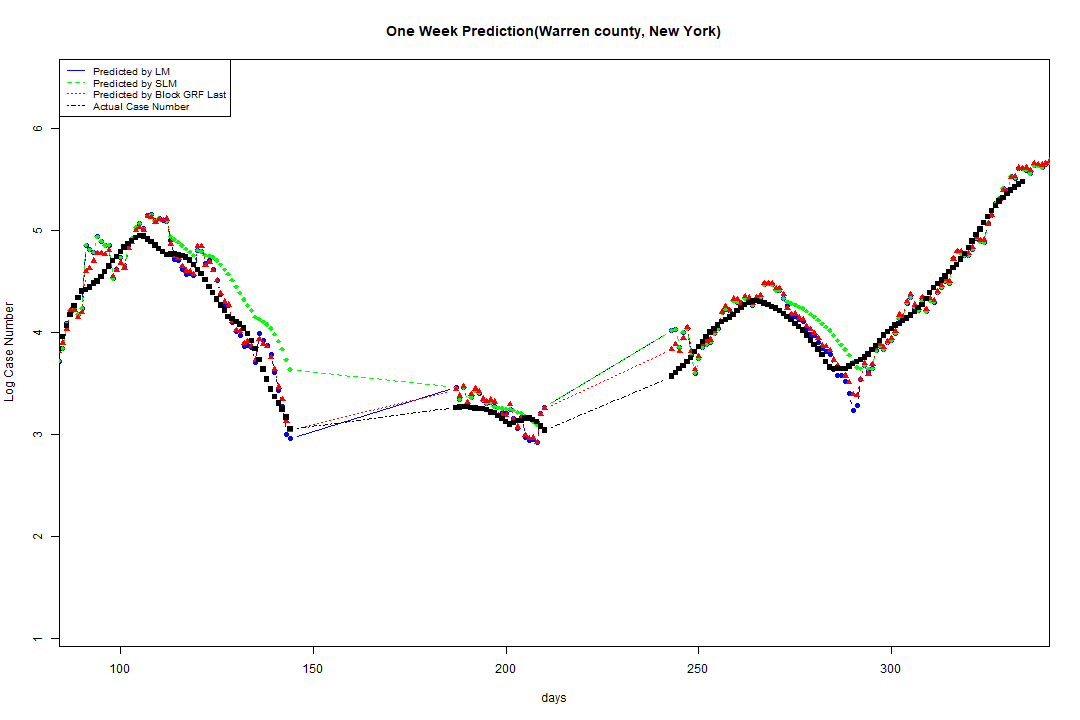 One Week Prediction(Warren county, New York)
Predicted by LM
Predicted by SLM
Predicted by Block GRF Last
Actual Case Number
Log Case Number
6
5
4
3
2
1
100 150 200 250 300
days